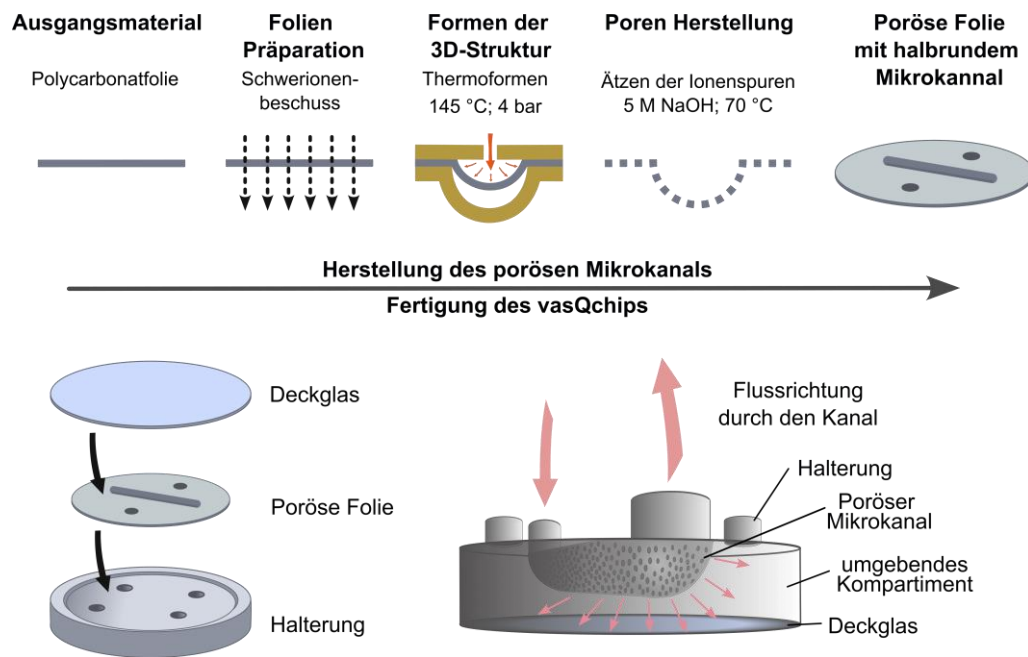 Ausgangsmaterial
Polycarbonatfolie
Folien
Präparation
Schwerionen-
beschuss
Formen der
3D-Struktur
Thermoformen
145 °C; 4 bar
Poren Herstellung
Ätzen der Ionenspuren
5 M NaOH; 70 °C
Poröse Folie
mit halbrundem
Mikrokannal
Herstellung des porösen Mikrokanals
Fertigung des vasQchips
Deckglas
Poröse Folie
Halterung
Flussrichtung
durch den Kanal
Halterung
Poröser
Mikrokanal
umgebendes
Kompartiment
Deckglas